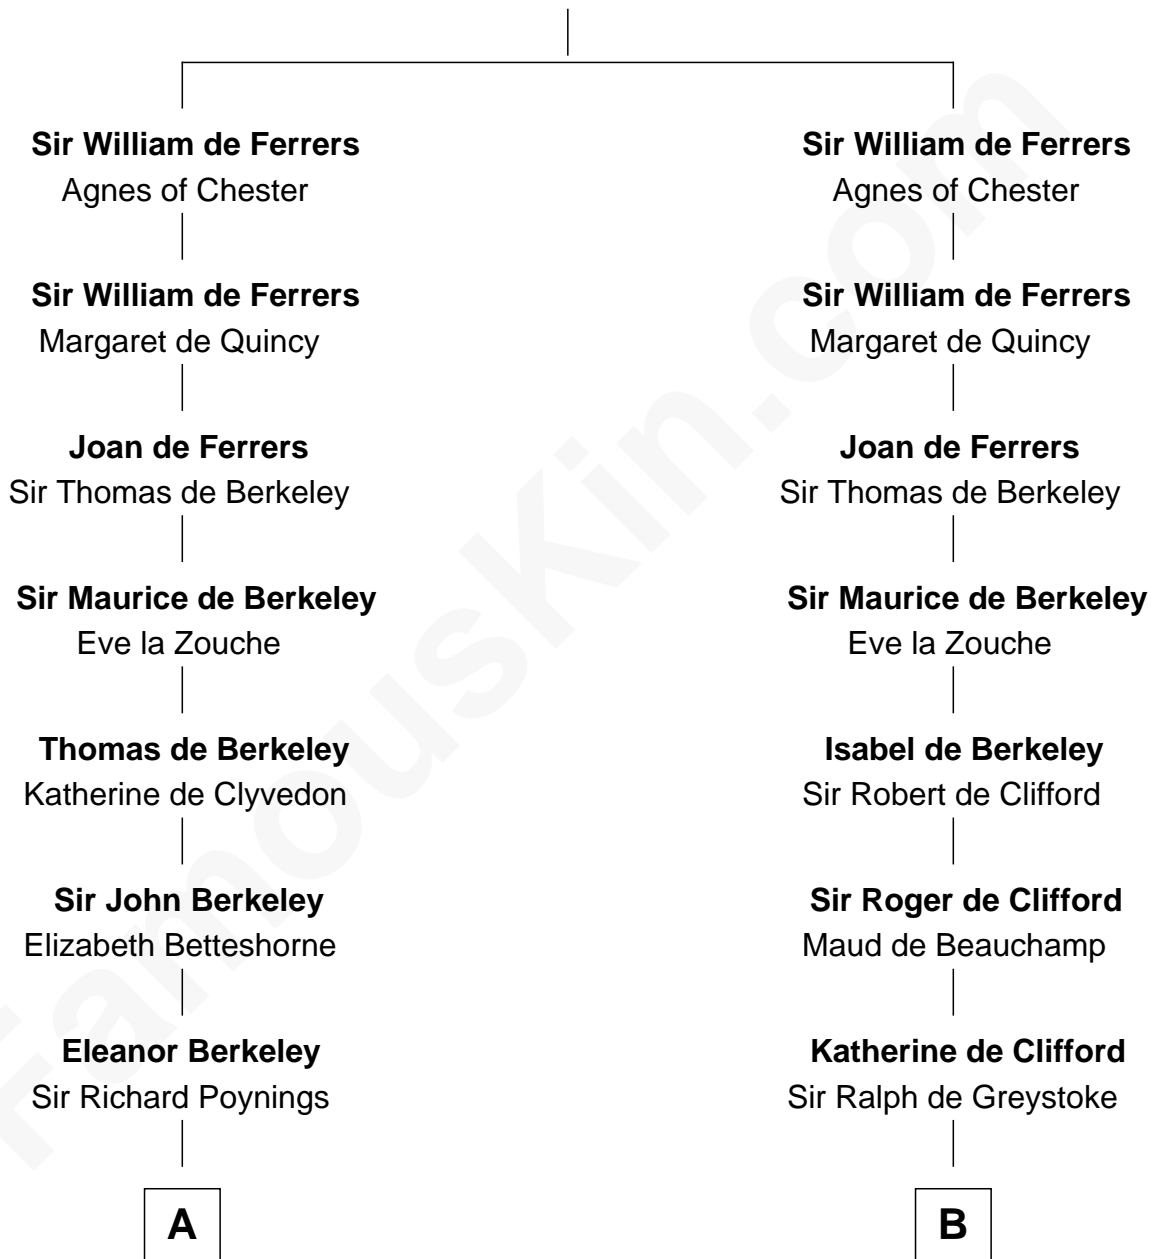 Sir William de Ferrers
Agnes of Chester
Sir William de Ferrers
Margaret de Quincy
Joan de Ferrers
Sir Thomas de Berkeley
Sir Maurice de Berkeley
Eve la Zouche
Thomas de Berkeley
Katherine de Clyvedon
Sir John Berkeley
Elizabeth Betteshorne
Eleanor Berkeley
Sir Richard Poynings
A
Sir William de Ferrers
Agnes of Chester
Sir William de Ferrers
Margaret de Quincy
Joan de Ferrers
Sir Thomas de Berkeley
Sir Maurice de Berkeley
Eve la Zouche
Isabel de Berkeley
Sir Robert de Clifford
Sir Roger de Clifford
Maud de Beauchamp
Katherine de Clifford
Sir Ralph de Greystoke
B
FamousKin.com